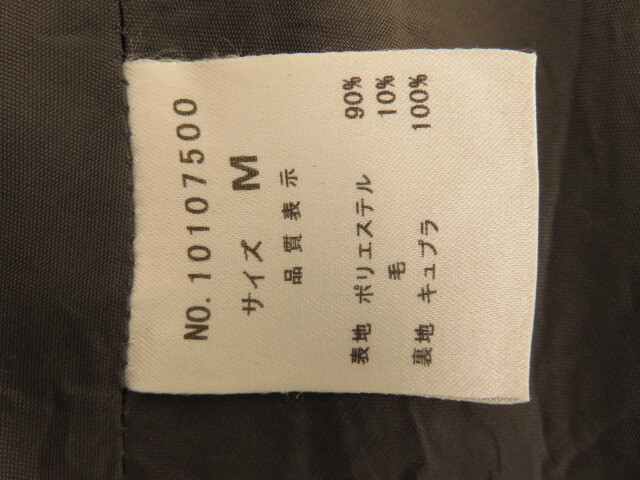 NO.10107500
サイズ M
品質表示
表地 ポリエステル 90%
毛 10%
裏地 キュプラ 100%